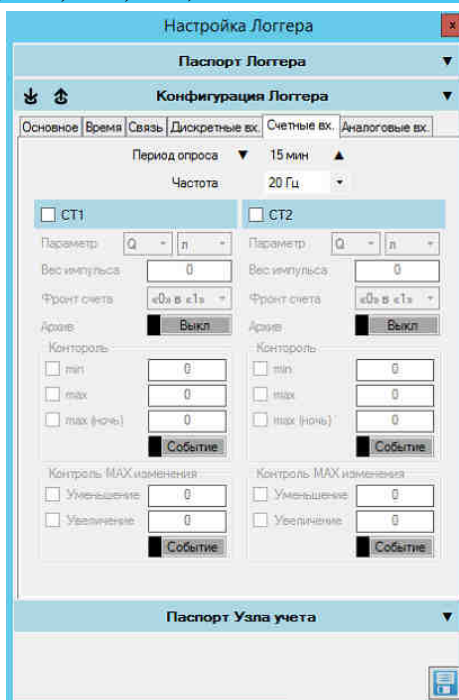 Настройка Логгера x
Паспорт Логгера
Конфигурация Логгера
Основное Время Связь Дискретные вх. Счетные вх. Аналоговые вх.
Период опроса 15 мин
Частота 20 Гц
СТ1 СТ2
Параметр Q л Параметр Q л
Вес импульса 0 Вес импульса 0
Фронт счета «0» в «1» Фронт счета «0» в «1»
Архив Выкл Архив Выкл
Контороль Контороль
min 0 min 0
max 0 max 0
max (ночь) 0 max (ночь) 0
Событие Событие
Контроль МАХ изменения Контроль МАХ изменения
Уменьшение 0 Уменьшение 0
Увеличение 0 Увеличение 0
Событие Событие
Паспорт Узла учета